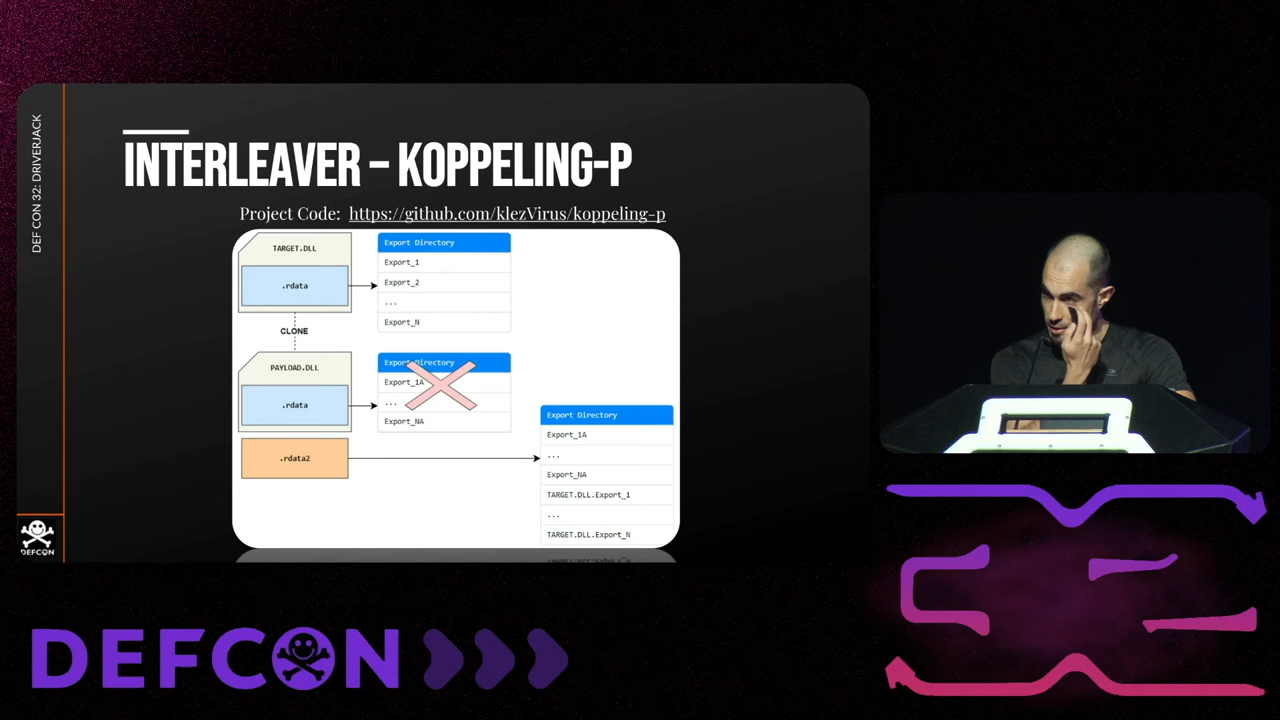 DEF CON 32: DRIVERJACK
INTERLEAVER – KOPPELING-P
Project Code: https://github.com/klezVirus/koppeling-p
TARGET.DLL
.rdata
Export Directory
Export_1
Export_2
...
Export_N
CLONE
PAYLOAD.DLL
.rdata
Export Directory
Export_1A
...
Export_NA
.rdata2
Export Directory
Export_1A
...
Export_NA
TARGET.DLL.Export_1
...
TARGET.DLL.Export_N
DEFCON
DEFCON